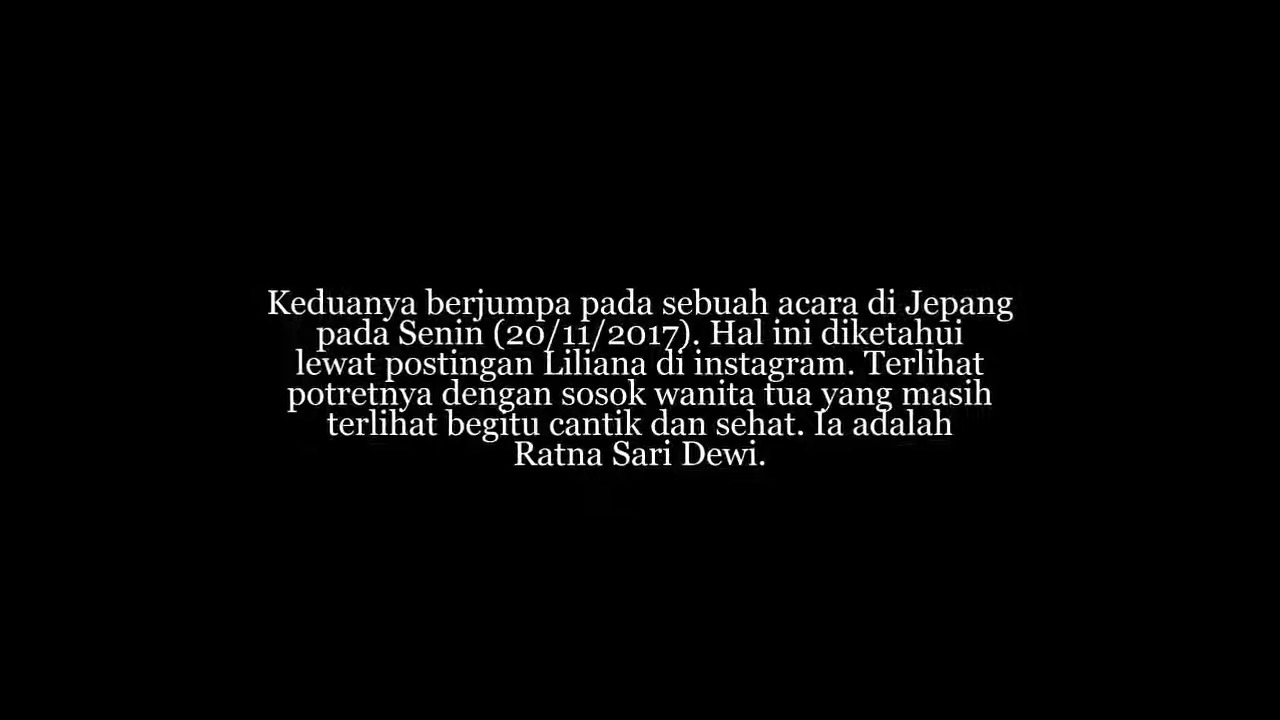 Keduanya berjumpa pada sebuah acara di Jepang
pada Senin (20/11/2017). Hal ini diketahui
lewat postingan Liliana di instagram. Terlihat
potretnya dengan sosok wanita tua yang masih
terlihat begitu cantik dan sehat. Ia adalah
Ratna Sari Dewi.